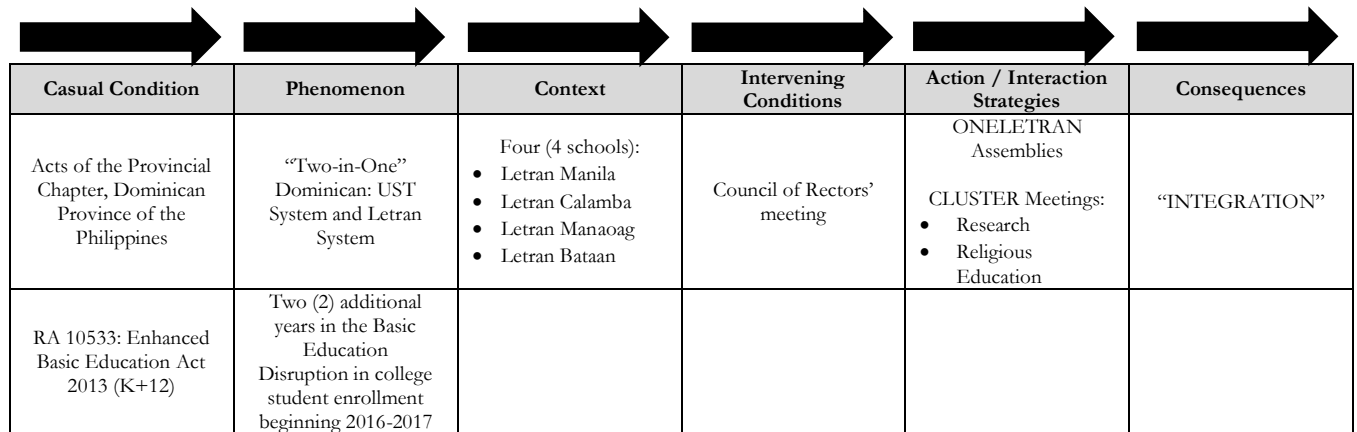 Casual Condition
Phenomenon
Context
Intervening
Conditions
Action / Interaction
Strategies
Consequences
Acts of the Provincial
Chapter, Dominican
Province of the
Philippines
“Two-in-One”
Dominican: UST
System and Letran
System
Four (4 schools):
• Letran Manila
• Letran Calamba
• Letran Manaoag
• Letran Bataan
Council of Rectors’
meeting
ONELETRAN
Assemblies
CLUSTER Meetings:
• Research
• Religious
Education
“INTEGRATION”
RA 10533: Enhanced
Basic Education Act
2013 (K+12)
Two (2) additional
years in the Basic
Education
Disruption in college
student enrollment
beginning 2016-2017